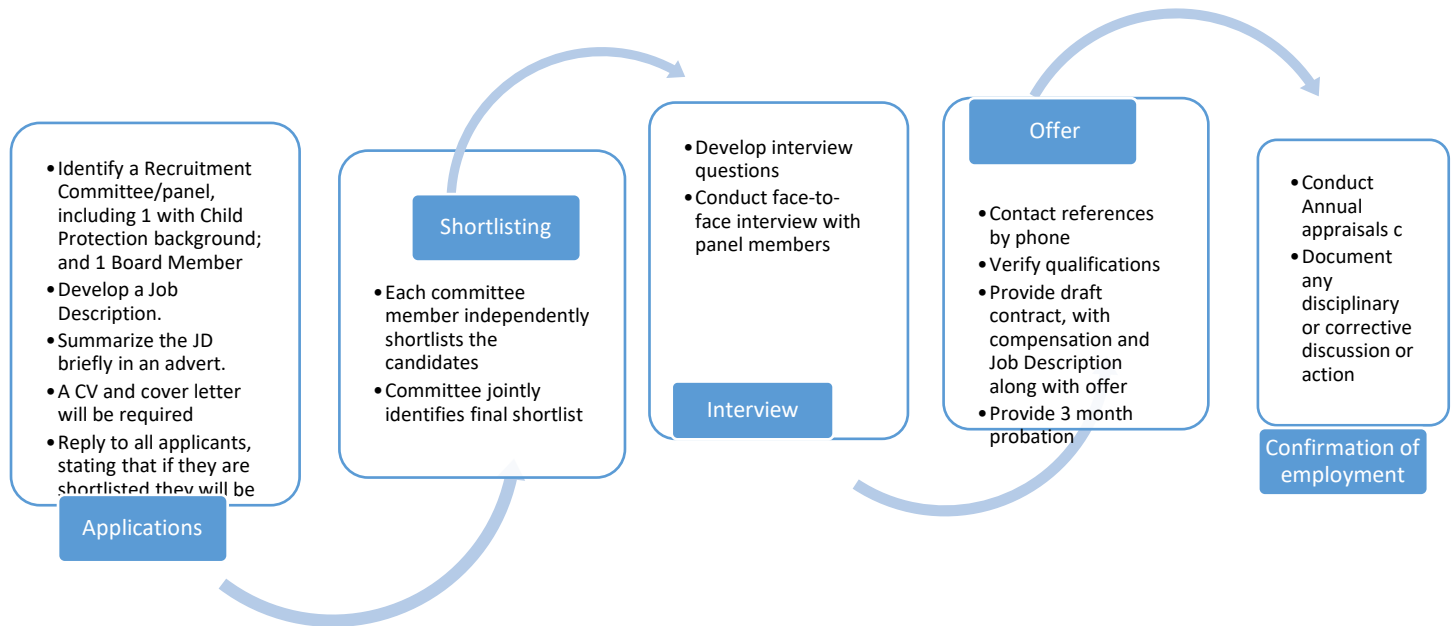 •Identify a Recruitment
Committee/panel,
including 1 with Child
Protection background;
and 1 Board Member
•Develop a Job
Description.
•Summarize the JD
briefly in an advert.
•A CV and cover letter
will be required
•Reply to all applicants,
stating that if they are
shortlisted they will be
Applications
Shortlisting
•Each committee
member independently
shortlists the
candidates
•Committee jointly
identifies final shortlist
•Develop interview
questions
•Conduct face-to-
face interview with
panel members
Interview
Offer
•Contact references
by phone
•Verify qualifications
•Provide draft
contract, with
compensation and
Job Description
along with offer
•Provide 3 month
probation
•Conduct
Annual
appraisals c
•Document
any
disciplinary
or corrective
discussion or
action
Confirmation of
employment